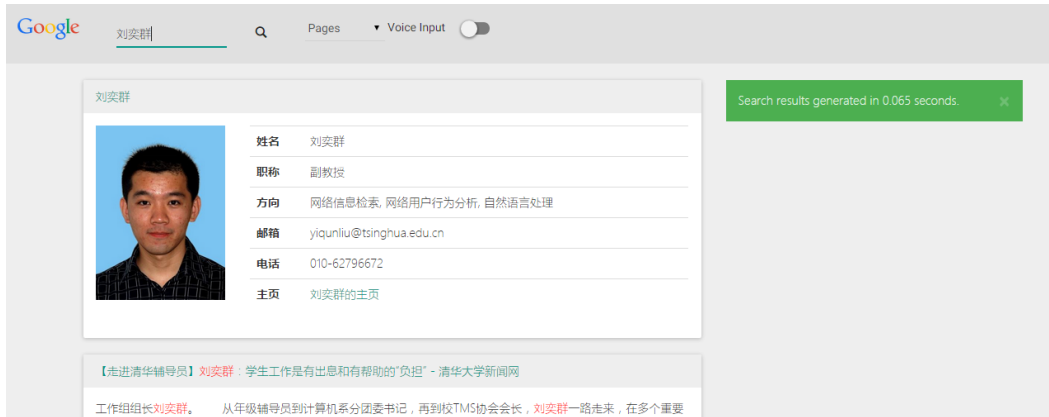 Google 刘奕群 Pages Voice Input
刘奕群
Search results generated in 0.065 seconds. ×
姓名 刘奕群
职称 副教授
方向 网络信息检索, 网络用户行为分析, 自然语言处理
邮箱 yiqunliu@tsinghua.edu.cn
电话 010-62796672
主页 刘奕群的主页
【走进清华辅导员】刘奕群：学生工作是有出息和有帮助的“负担” - 清华大学新闻网
工作组组长刘奕群。 从年级辅导员到计算机系分团委书记，再到校TMS协会会长，刘奕群一路走来，在多个重要